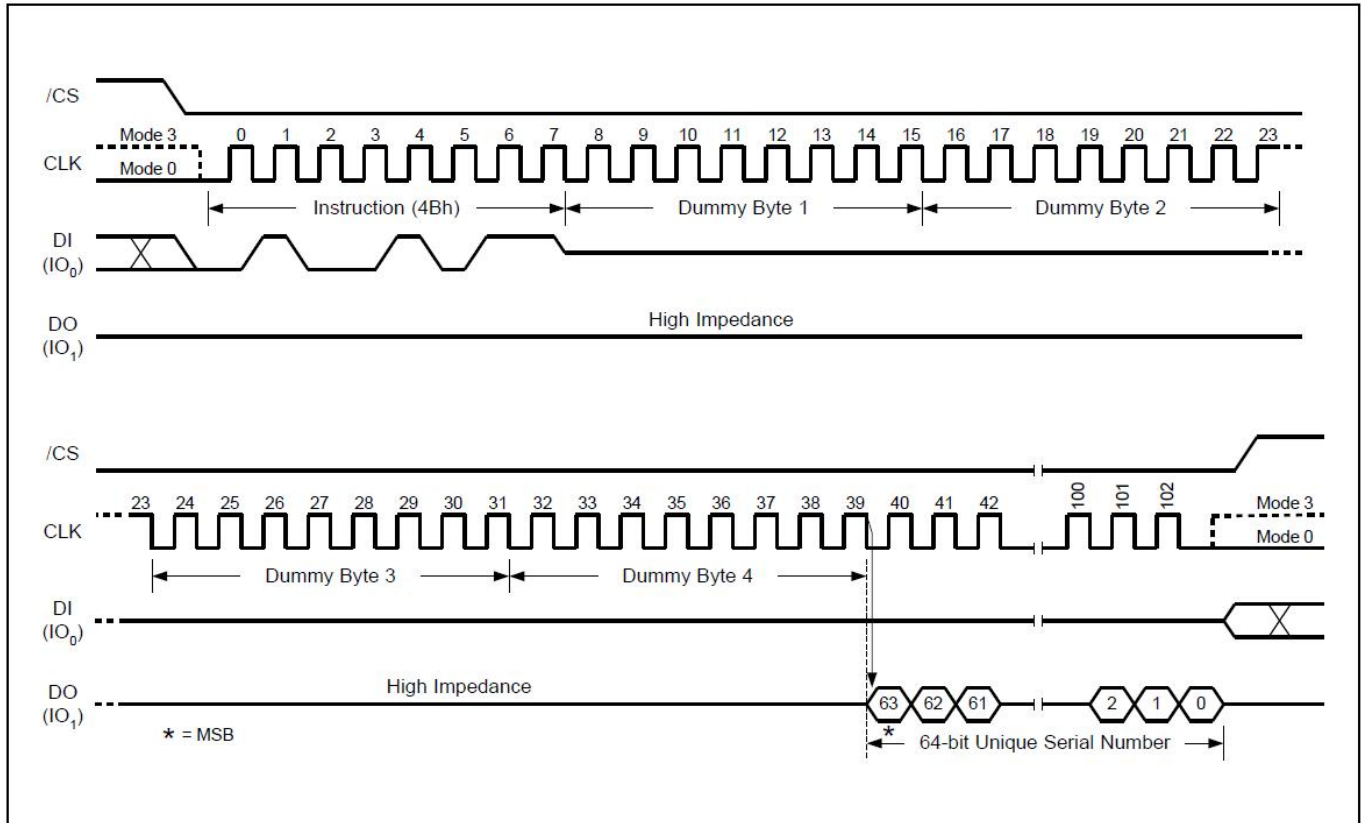 /CS
Mode 3 0 1 2 3 4 5 6 7 8 9 10 11 12 13 14 15 16 17 18 19 20 21 22 23
CLK
Mode 0
Instruction (4Bh) Dummy Byte 1 Dummy Byte 2
DI
(IO0)
High Impedance
DO
(IO1)
/CS
23 24 25 26 27 28 29 30 31 32 33 34 35 36 37 38 39 40 41 42 100 101 102 Mode 3
CLK
Mode 0
Dummy Byte 3 Dummy Byte 4
DI
(IO0)
High Impedance
DO
(IO1)
63 62 61 2 1 0
* = MSB
* 64-bit Unique Serial Number